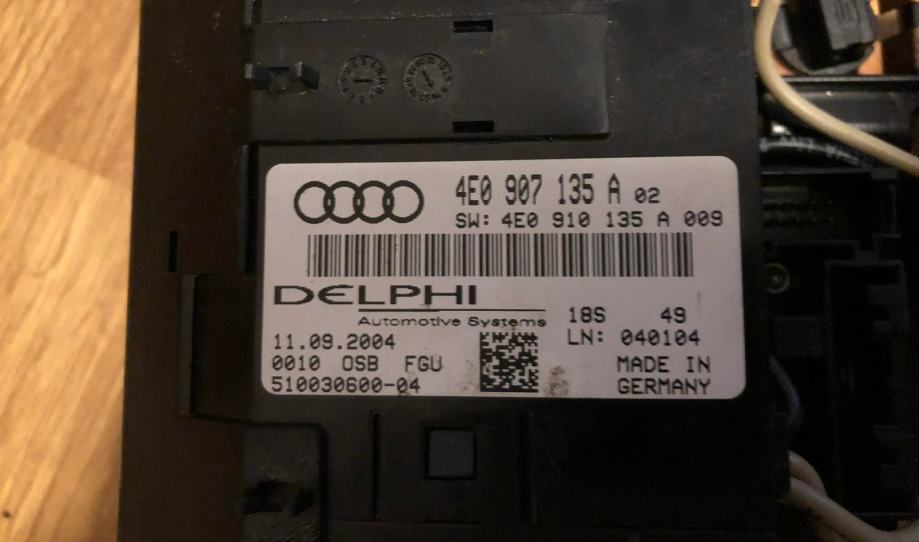 4E0 907 135 A 02
SW: 4E0 910 135 A 009
DELPHI
Automotive Systems
18S 49
LN: 040104
11.09.2004
0010 OSB FGU
510030600-04
MADE IN
GERMANY